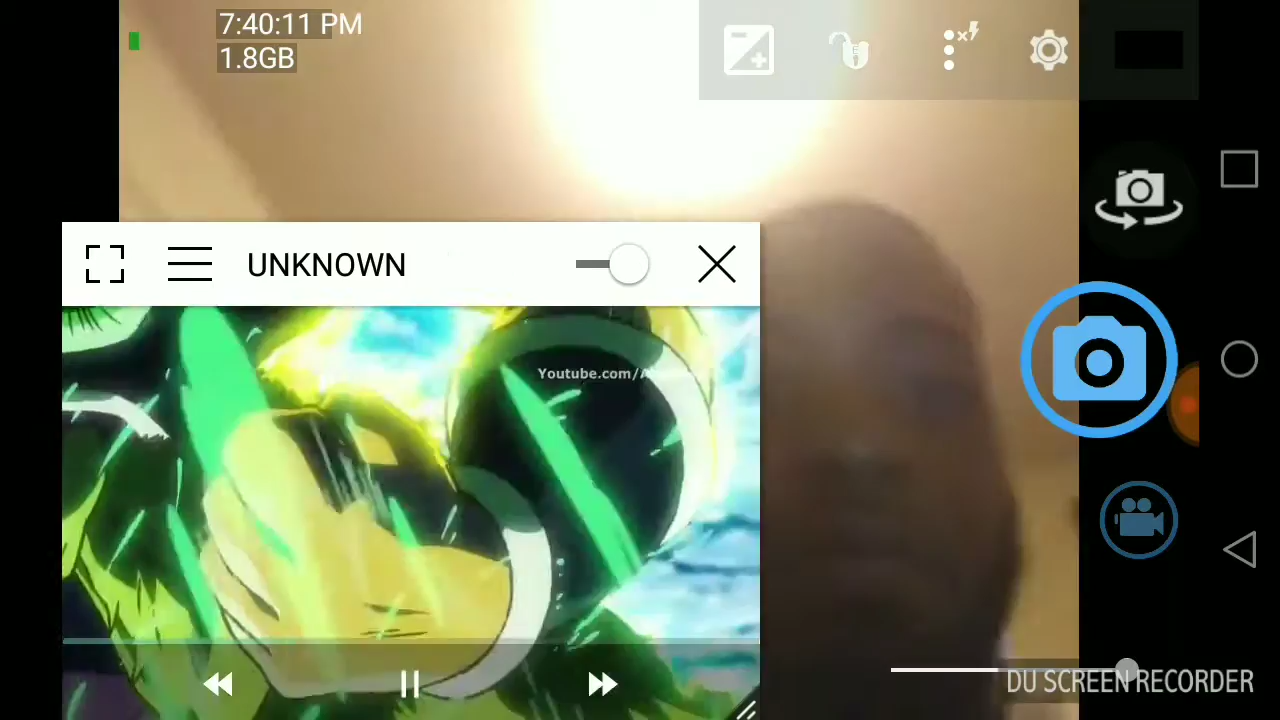 7:40:11 PM
1.8GB
UNKNOWN
Youtube.com/A
DU SCREEN RECORDER